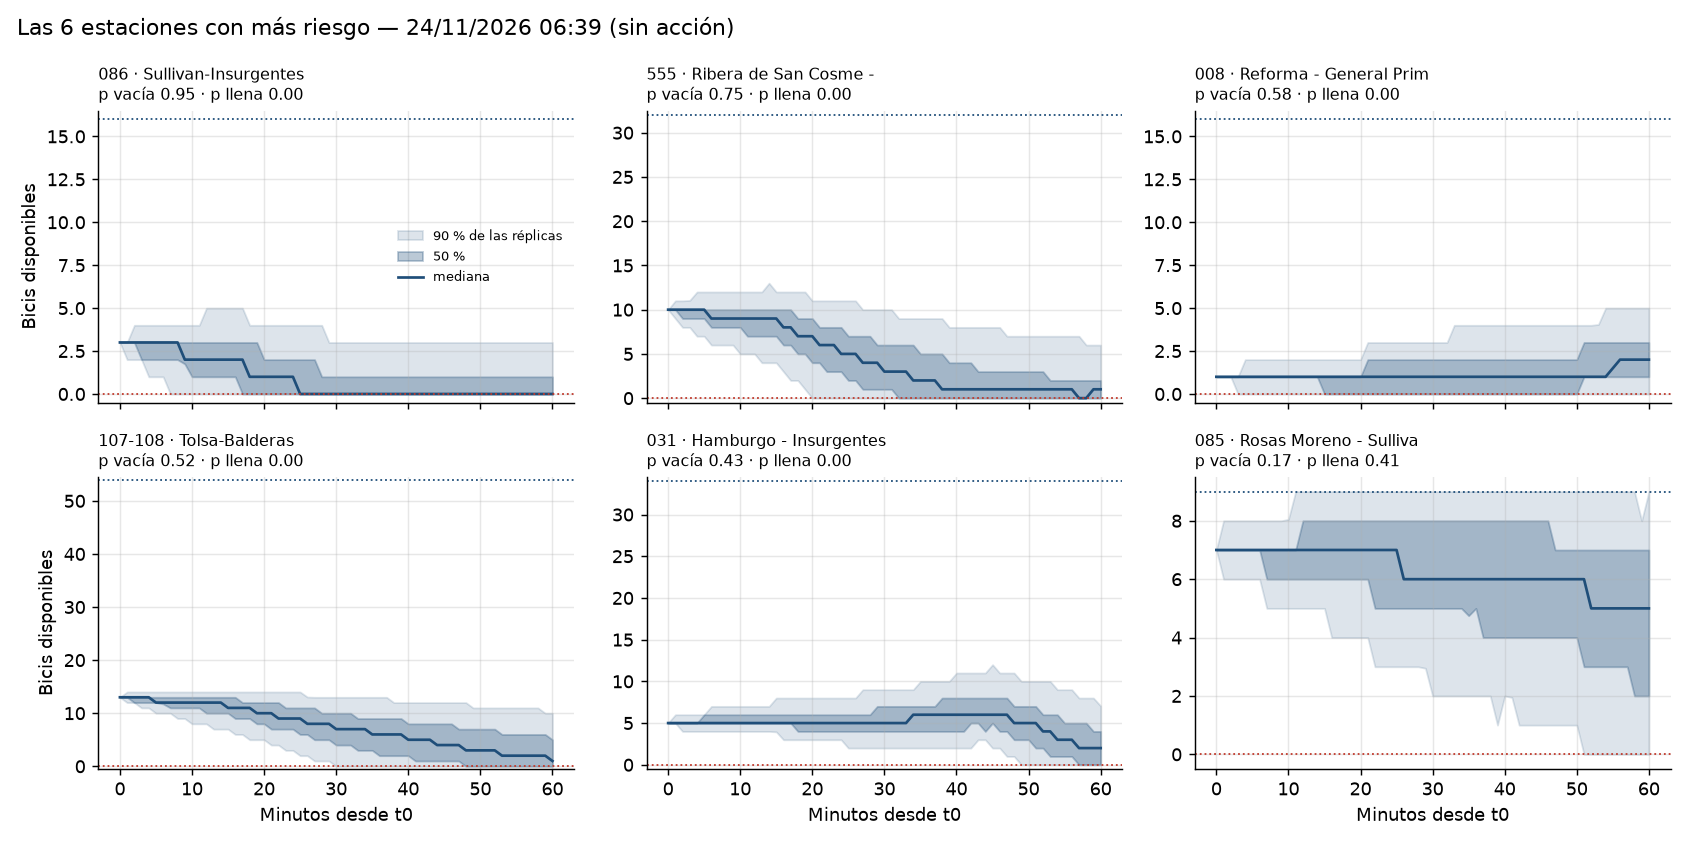 Las 6 estaciones con más riesgo — 24/11/2026 06:39 (sin acción)
086 · Sullivan-Insurgentes
p vacía 0.95 · p llena 0.00
15.0
12.5
10.0
7.5
5.0
2.5
0.0
Bicis disponibles
90 % de las réplicas
50 %
mediana
555 · Ribera de San Cosme -
p vacía 0.75 · p llena 0.00
30
25
20
15
10
5
0
008 · Reforma - General Prim
p vacía 0.58 · p llena 0.00
15.0
12.5
10.0
7.5
5.0
2.5
0.0
107-108 · Tolsa-Balderas
p vacía 0.52 · p llena 0.00
50
40
30
20
10
0
Bicis disponibles
0 10 20 30 40 50 60
Minutos desde t0
031 · Hamburgo - Insurgentes
p vacía 0.43 · p llena 0.00
30
25
20
15
10
5
0
0 10 20 30 40 50 60
Minutos desde t0
085 · Rosas Moreno - Sulliva
p vacía 0.17 · p llena 0.41
8
6
4
2
0
0 10 20 30 40 50 60
Minutos desde t0